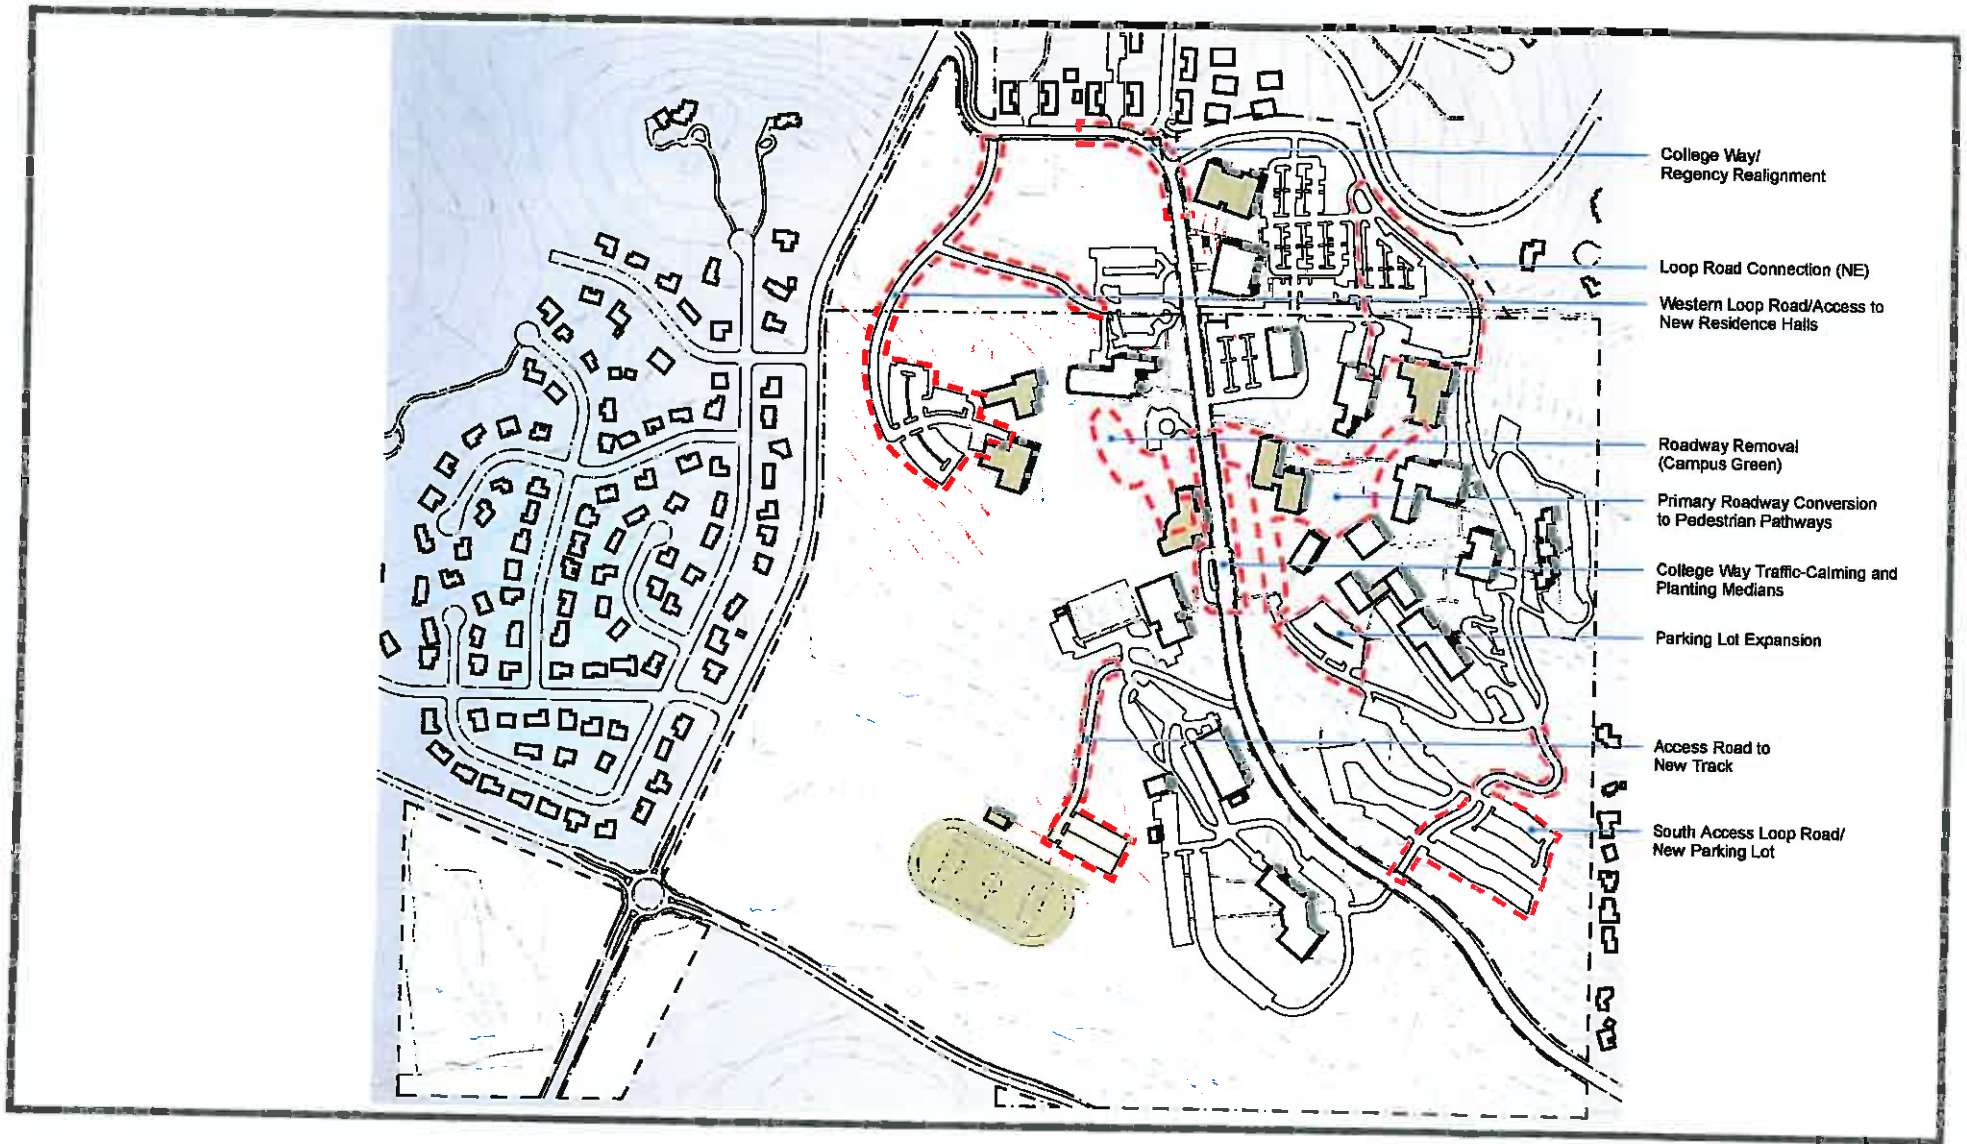 College Way/
Regency Realignment
Loop Road Connection (NE)
Western Loop Road/Access to
New Residence Halls
Roadway Removal
(Campus Green)
Primary Roadway Conversion
to Pedestrian Pathways
College Way Traffic-Calming and
Planting Medians
Parking Lot Expansion
Access Road to
New Track
South Access Loop Road/
New Parking Lot